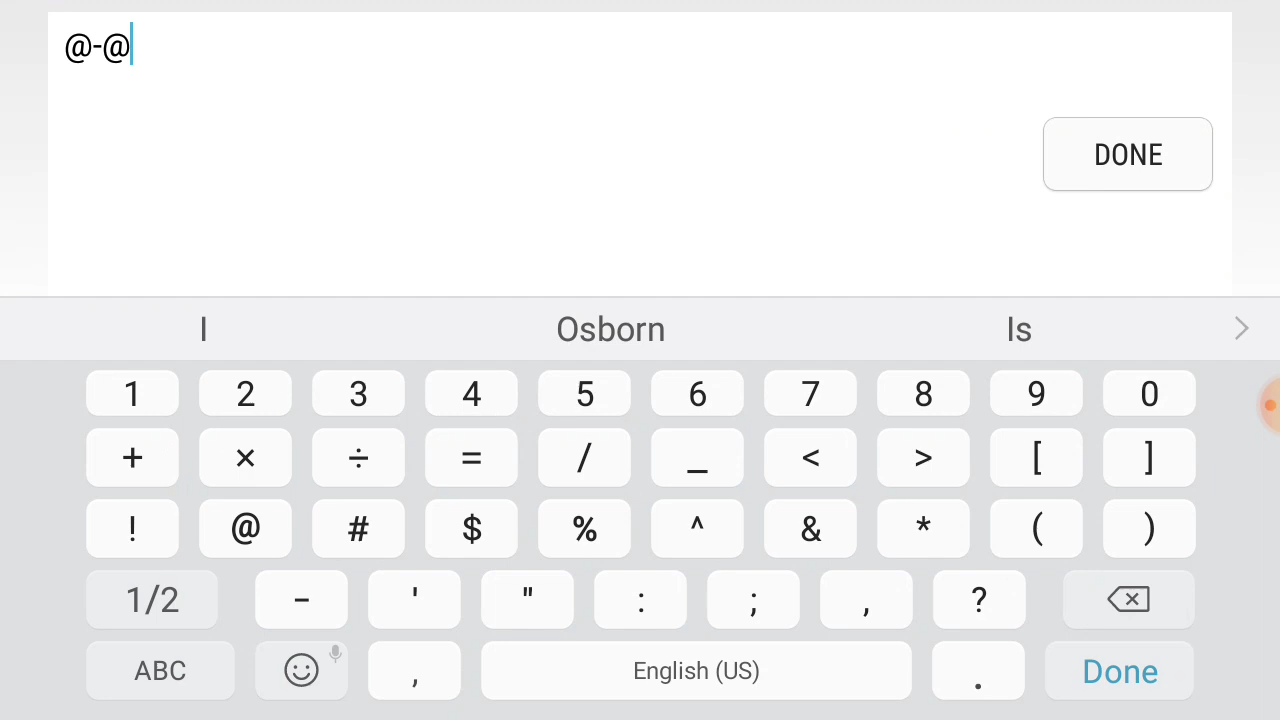 @-@
DONE
I Osborn Is
1 2 3 4 5 6 7 8 9 0
+ × ÷ = / _ < > [ ]
! @ # $ % ^ & * ( )
1/2 - ' " : ; , ?
ABC , English (US) . Done